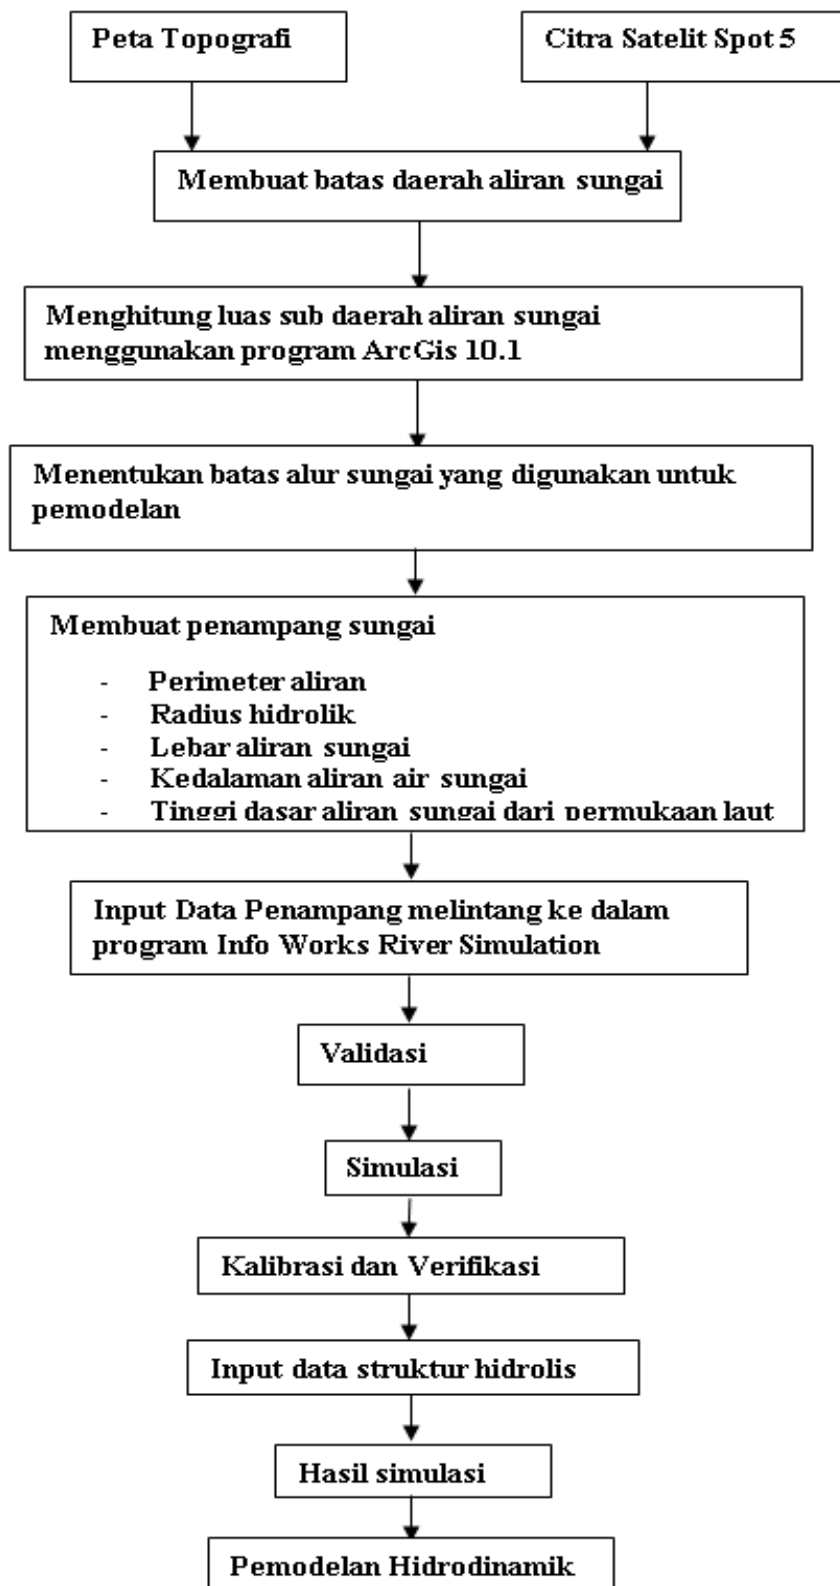 Peta Topografi
Citra Satelit Spot 5
Membuat batas daerah aliran sungai
Menghitung luas sub daerah aliran sungai
menggunakan program ArcGis 10.1
Menentukan batas alur sungai yang digunakan untuk
pemodelan
Membuat penampang sungai
- Perimeter aliran
- Radius hidrolik
- Lebar aliran sungai
- Kedalaman aliran air sungai
- Tinggi dasar aliran sungai dari permukaan laut
Input Data Penampang melintang ke dalam
program Info Works River Simulation
Validasi
Simulasi
Kalibrasi dan Verifikasi
Input data struktur hidrolis
Hasil simulasi
Pemodelan Hidrodinamik